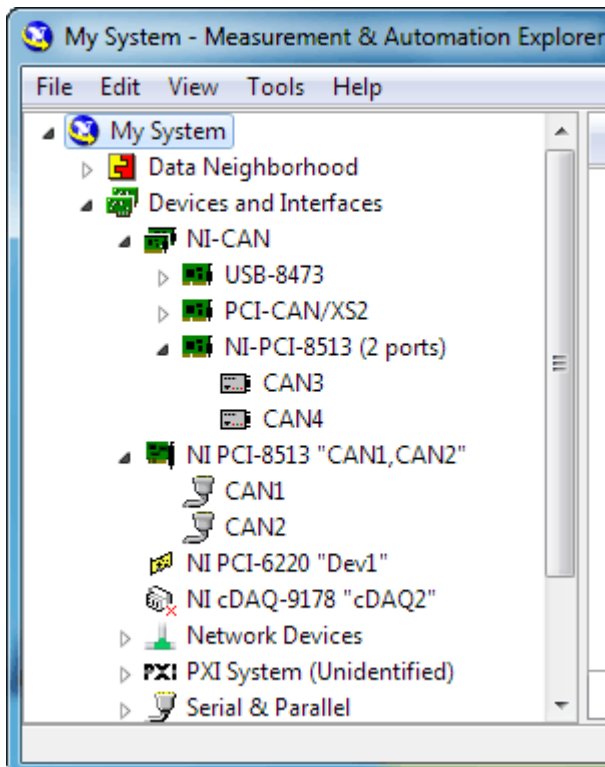 My System - Measurement & Automation Explorer
File Edit View Tools Help
My System
Data Neighborhood
Devices and Interfaces
NI-CAN
USB-8473
PCI-CAN/XS2
NI-PCI-8513 (2 ports)
CAN3
CAN4
NI PCI-8513 "CAN1,CAN2"
CAN1
CAN2
NI PCI-6220 "Dev1"
NI cDAQ-9178 "cDAQ2"
Network Devices
PXI PXI System (Unidentified)
Serial & Parallel